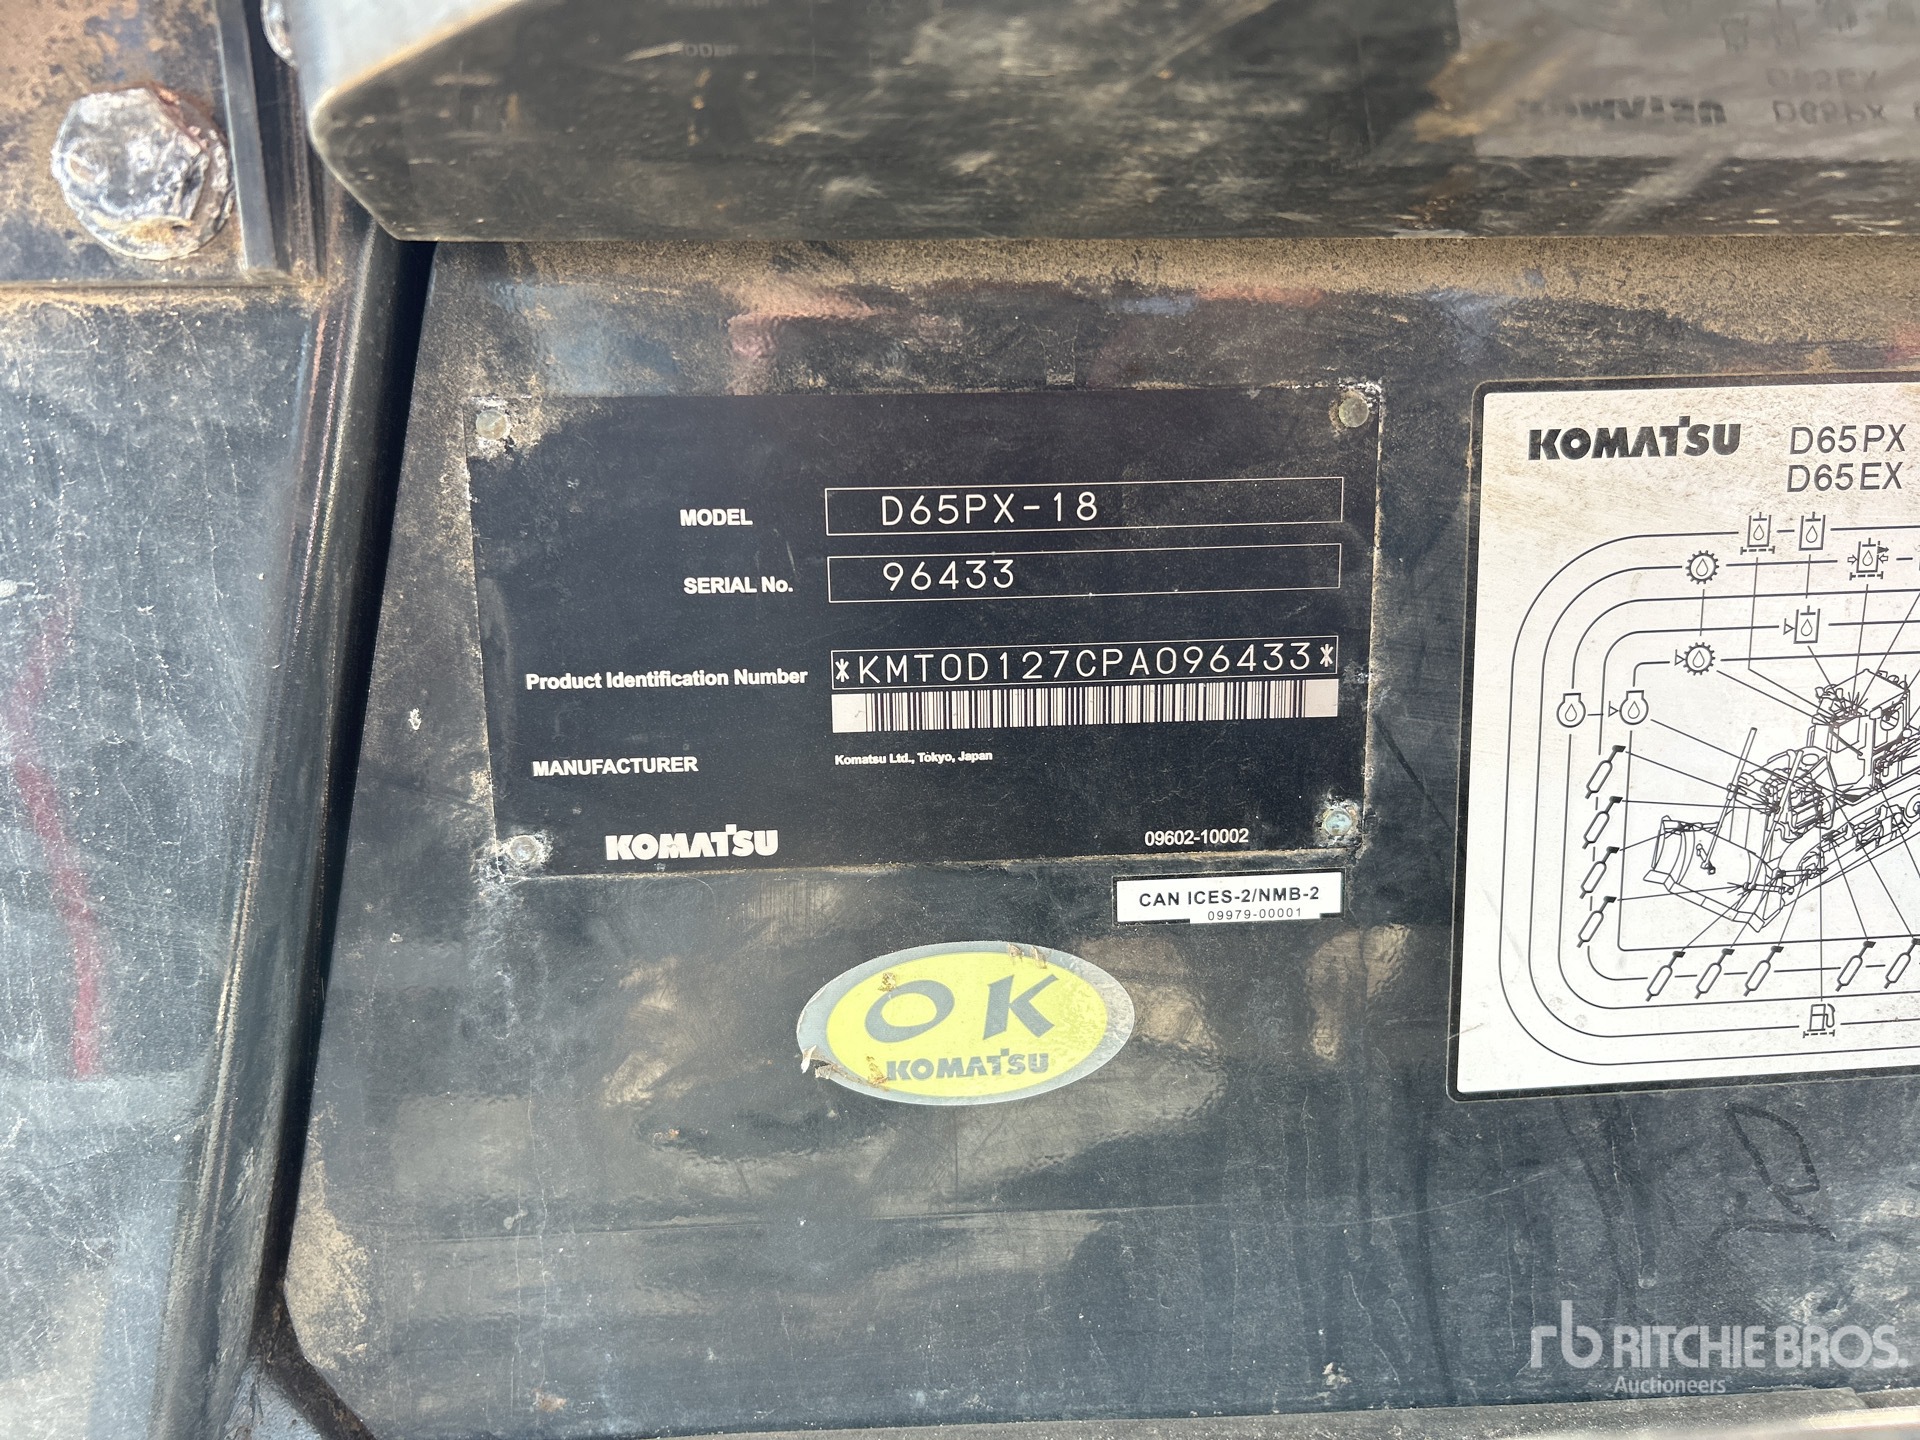 MODEL D65PX-18
SERIAL No. 96433
Product Identification Number *KMT0D127CPA096433*
MANUFACTURER Komatsu Ltd., Tokyo, Japan
KOMATSU 09602-10002
CAN ICES-2/NMB-2
09979-00001
OK
KOMATSU
KOMATSU D65PX
D65EX
rb RITCHIE BROS.
Auctioneers